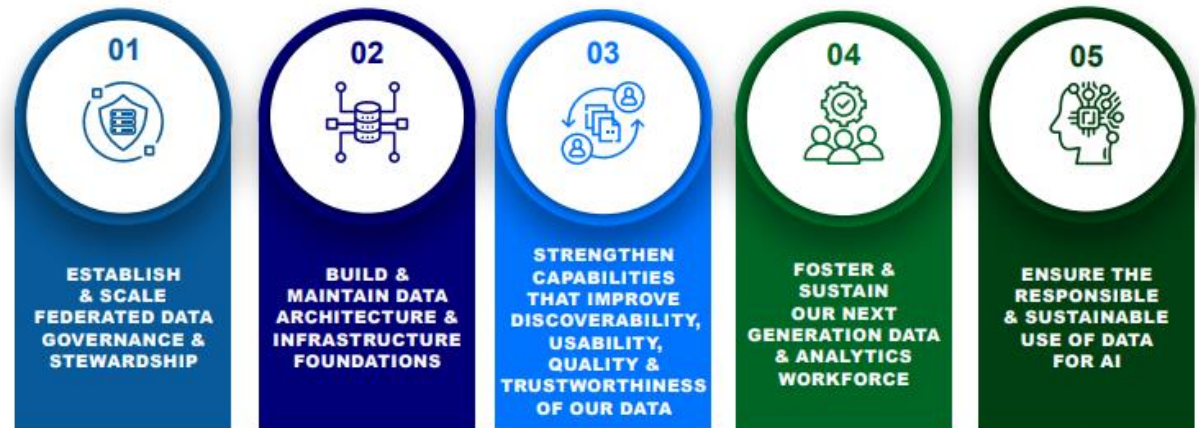 01
ESTABLISH
& SCALE
FEDERATED DATA
GOVERNANCE &
STEWARDSHIP
02
BUILD &
MAINTAIN DATA
ARCHITECTURE &
INFRASTRUCTURE
FOUNDATIONS
03
STRENGTHEN
CAPABILITIES
THAT IMPROVE
DISCOVERABILITY,
USABILITY,
QUALITY &
TRUSTWORTHINESS
OF OUR DATA
04
FOSTER &
SUSTAIN
OUR NEXT
GENERATION DATA
& ANALYTICS
WORKFORCE
05
ENSURE THE
RESPONSIBLE
& SUSTAINABLE
USE OF DATA
FOR AI